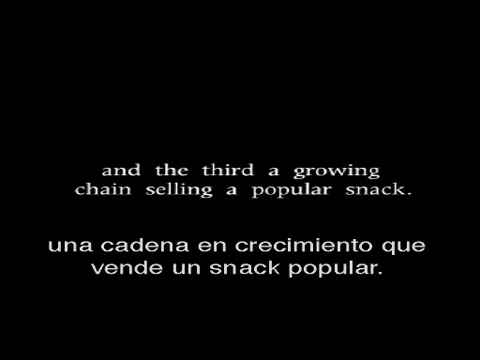 and the third a growing
chain selling a popular snack.
una cadena en crecimiento que
vende un snack popular.